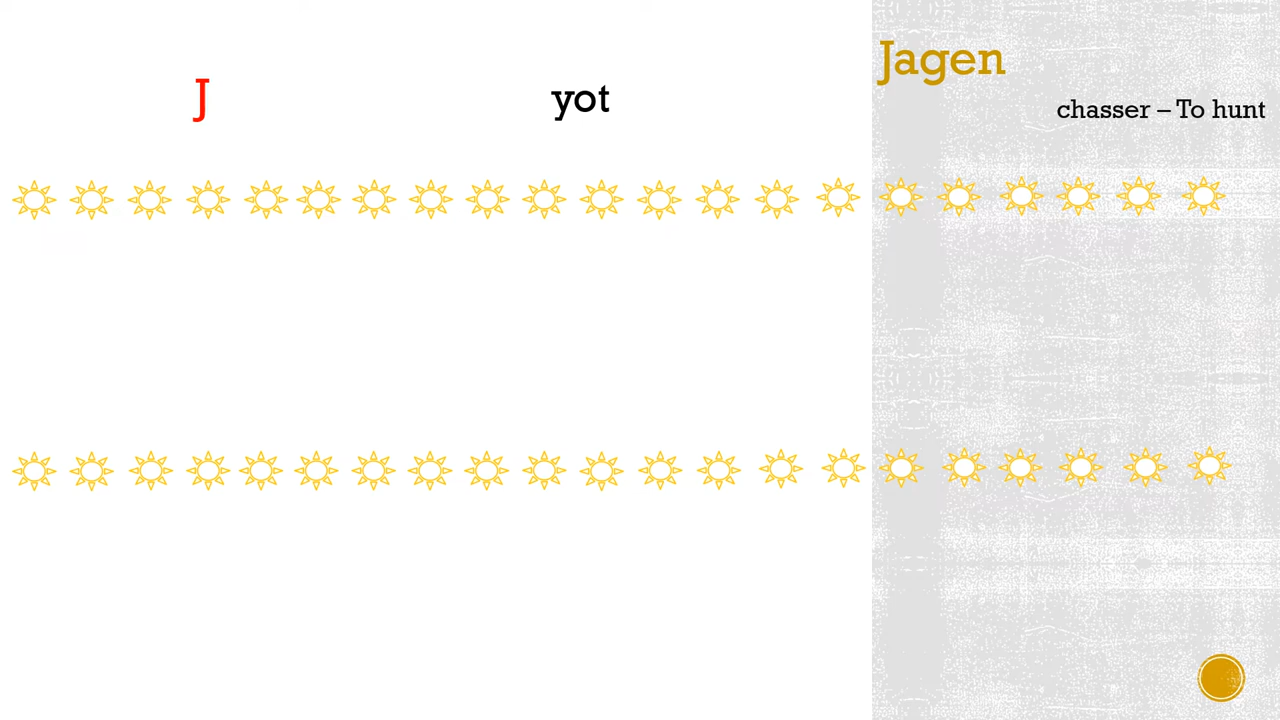 J yot
Jagen
chasser – To hunt